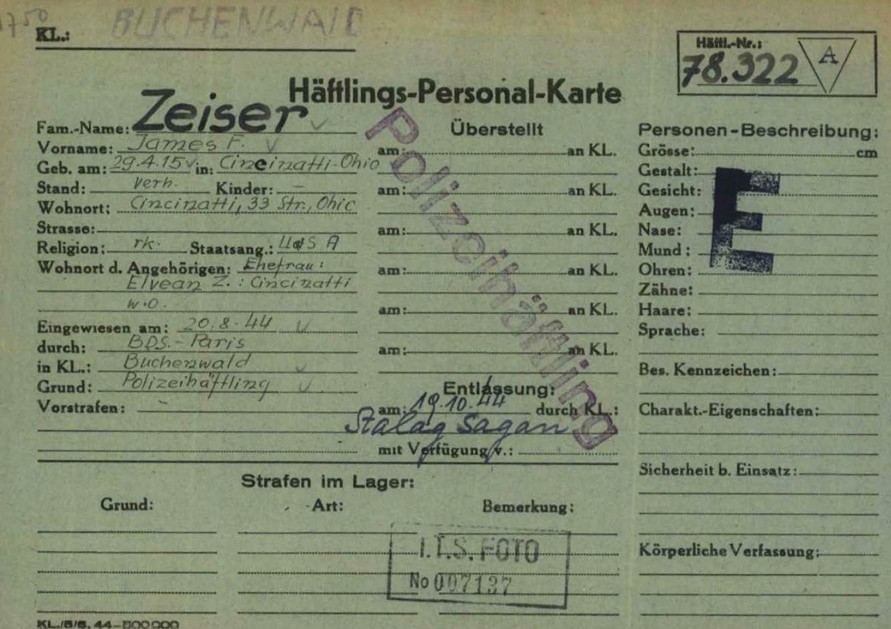 1750
KL.: BUCHENWALD
Häftl.-Nr.:
78.322 A
Häftlings-Personal-Karte
Fam.-Name: Zeiser
Vorname: James F.
Geb. am: 29.4.15 in: Cincinatti-Ohio
Stand: verh. Kinder: -
Wohnort: Cincinatti, 33 Str., Ohio
Strasse:
Religion: rk. Staatsang.: USA
Wohnort d. Angehörigen: Ehefrau:
Elvean Z.: Cincinatti
w.o.
Eingewiesen am: 20.8.44
durch: BDS.-Paris
in KL.: Buchenwald
Grund: Polizeihäftling
Vorstrafen: -
Überstellt
am: an KL.
am: an KL.
am: an KL.
am: an KL.
am: an KL.
am: an KL.
Entlassung:
am: 19.10.44 durch KL.:
Stalag Sagan
mit Verfügung v.:
Polizeihäftling
Personen-Beschreibung:
Grösse: cm
Gestalt:
Gesicht:
Augen:
Nase:
Mund:
Ohren:
Zähne:
Haare:
Sprache:
E
Bes. Kennzeichen:
Charakt.-Eigenschaften:
Sicherheit b. Einsatz:
Körperliche Verfassung:
Strafen im Lager:
Grund: Art: Bemerkung:
I.T.S. FOTO
No 007137
KL./5/6. 44-500000